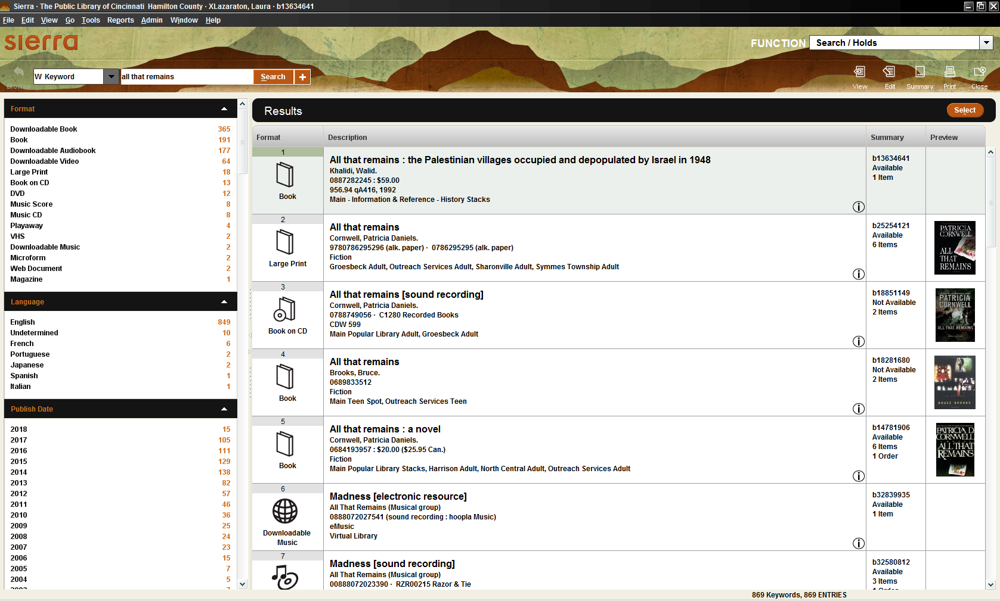 Sierra · The Public Library of Cincinnati  Hamilton County · XLazaraton, Laura · b13634641
File Edit View Go Tools Reports Admin Window Help
sierra
FUNCTION Search / Holds
Browse
W Keyword all that remains Search +
View Edit Summary Print Close
Format
Downloadable Book 365
Book 191
Downloadable Audiobook 177
Downloadable Video 64
Large Print 18
Book on CD 13
DVD 12
Music Score 8
Music CD 8
Playaway 4
VHS 2
Downloadable Music 2
Microform 2
Web Document 2
Magazine 1
Language
English 849
Undetermined 10
French 6
Portuguese 2
Japanese 2
Spanish 1
Italian 1
Publish Date
2018 15
2017 105
2016 111
2015 129
2014 138
2013 82
2012 57
2011 46
2010 36
2009 25
2008 24
2007 23
2006 15
2005 7
2004 5
Results Select
Format Description Summary Preview
1
Book
All that remains : the Palestinian villages occupied and depopulated by Israel in 1948
Khalidi, Walid.
0887282245 : $59.00
956.94 qA416, 1992
Main - Information & Reference - History Stacks
b13634641
Available
1 Item
2
Large Print
All that remains
Cornwell, Patricia Daniels.
9780786295296 (alk. paper) ·  0786295295 (alk. paper)
Fiction
Groesbeck Adult, Outreach Services Adult, Sharonville Adult, Symmes Township Adult
b25254121
Available
6 Items
PATRICIA
CORNWELL
ALL
THAT
REMAINS
3
Book on CD
All that remains [sound recording]
Cornwell, Patricia Daniels.
0788749056 ·  C1280 Recorded Books
CDW 599
Main Popular Library Adult, Groesbeck Adult
b18851149
Not Available
2 Items
PATRICIA
CORNWELL
ALL THAT REMAINS
4
Book
All that remains
Brooks, Bruce.
0689833512
Fiction
Main Teen Spot, Outreach Services Teen
b18281680
Not Available
2 Items
ALL THAT
REMAINS
BRUCE BROOKS
5
Book
All that remains : a novel
Cornwell, Patricia Daniels.
0684193957 : $20.00 ($25.95 Can.)
Fiction
Main Popular Library Stacks, Harrison Adult, North Central Adult, Outreach Services Adult
b14781906
Available
6 Items
1 Order
PATRICIA D.
CORNWELL
ALL THAT
REMAINS
6
Downloadable
Music
Madness [electronic resource]
All That Remains (Musical group)
0888072027541 (sound recording : hoopla Music)
eMusic
Virtual Library
b32839935
Available
1 Item
7
Madness [sound recording]
All That Remains (Musical group)
00888072023390 ·  RZR00215 Razor & Tie
b32580812
Available
3 Items
1 Order
869 Keywords, 869 ENTRIES